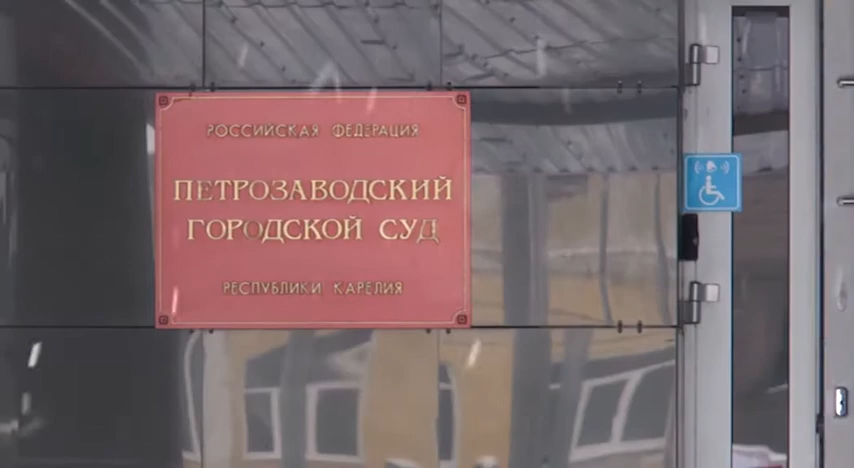 РОССИЙСКАЯ ФЕДЕРАЦИЯ
ПЕТРОЗАВОДСКИЙ
ГОРОДСКОЙ СУД
РЕСПУБЛИКИ КАРЕЛИЯ